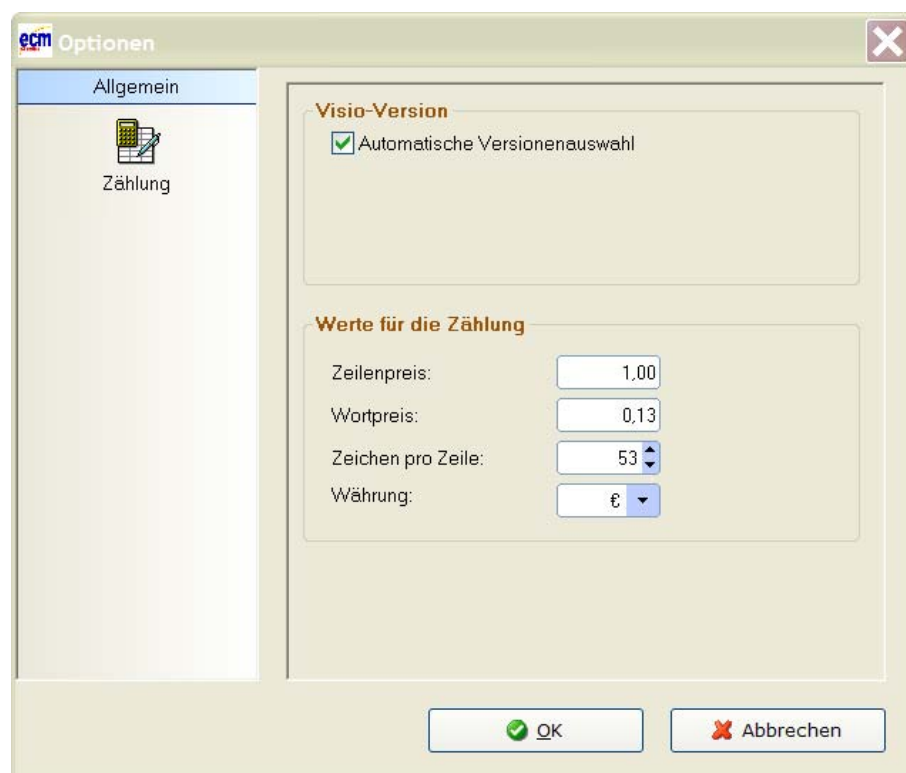 ecm Optionen
Allgemein
Zählung
Visio-Version
Automatische Versionenauswahl
Werte für die Zählung
Zeilenpreis: 1,00
Wortpreis: 0,13
Zeichen pro Zeile: 53
Währung: €
OK
Abbrechen